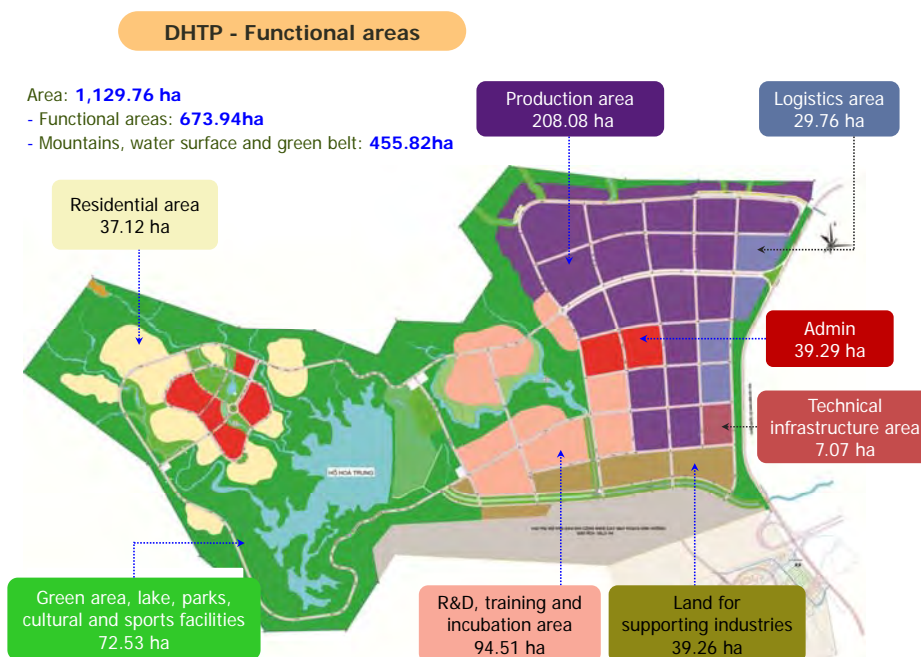 DHTP - Functional areas
Area: 1,129.76 ha
- Functional areas: 673.94ha
- Mountains, water surface and green belt: 455.82ha
Production area
208.08 ha
Logistics area
29.76 ha
Residential area
37.12 ha
Admin
39.29 ha
Technical
infrastructure area
7.07 ha
HỒ HOÀ TRUNG
Green area, lake, parks,
cultural and sports facilities
72.53 ha
R&D, training and
incubation area
94.51 ha
Land for
supporting industries
39.26 ha